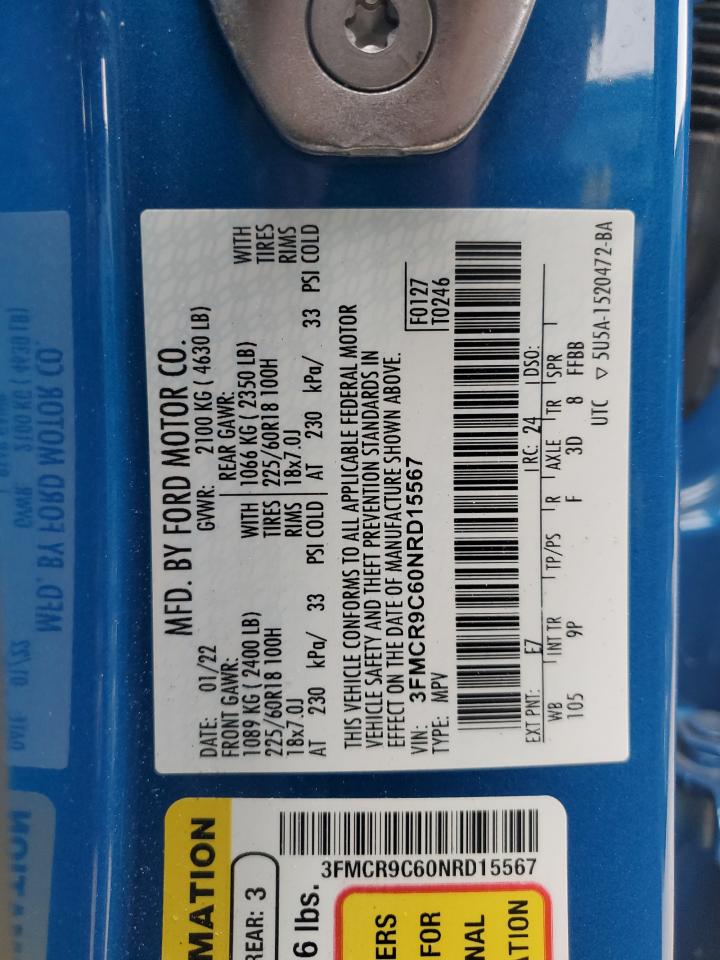 MFD. BY FORD MOTOR CO.
DATE: 01/22 GVWR: 2100 KG ( 4630 LB)
FRONT GAWR: REAR GAWR:
1089 KG ( 2400 LB) WITH 1066 KG ( 2350 LB) WITH
225/60R18 100H TIRES 225/60R18 100H TIRES
18x7.0J RIMS 18x7.0J RIMS
AT 230 kPa/ 33 PSI COLD AT 230 kPa/ 33 PSI COLD
THIS VEHICLE CONFORMS TO ALL APPLICABLE FEDERAL MOTOR
VEHICLE SAFETY AND THEFT PREVENTION STANDARDS IN
EFFECT ON THE DATE OF MANUFACTURE SHOWN ABOVE.
VIN: 3FMCR9C60NRD15567 F0127
TYPE: MPV T0246
EXT PNT: E7 RC: 24 DSO:
WB INT TR TP/PS R AXLE TR SPR
105 9P F 3D 8 FFBB
UTC ▽ 5U5A-1520472-BA
MATION
REAR: 3
6 lbs.
3FMCR9C60NRD15567
ERS
FOR
NAL
ATION